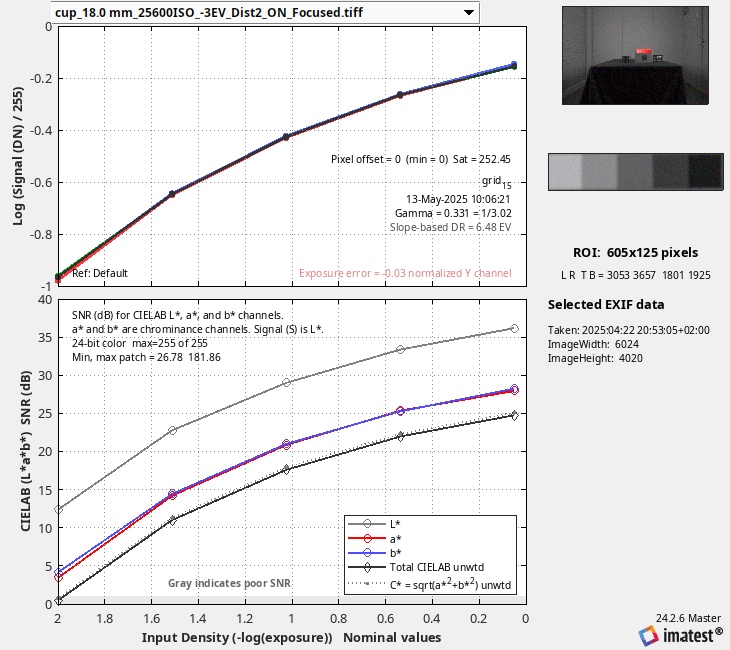 cup_18.0 mm_25600ISO_-3EV_Dist2_ON_Focused.tiff
0
-0.2
-0.4
-0.6
-0.8
-1
Log (Signal (DN) / 255)
Pixel offset = 0 (min = 0) Sat = 252.45
grid_15
13-May-2025 10:06:21
Gamma = 0.331 = 1/3.02
Slope-based DR = 6.48 EV
Ref: Default
Exposure error = -0.03 normalized Y channel
40
35
30
25
20
15
10
5
0
CIELAB (L*a*b*) SNR (dB)
SNR (dB) for CIELAB L*, a*, and b* channels.
a* and b* are chrominance channels. Signal (S) is L*.
24-bit color max=255 of 255
Min, max patch = 26.78 181.86
L*
a*
b*
Total CIELAB unwtd
C* = sqrt(a*2+b*2) unwtd
Gray indicates poor SNR
2 1.8 1.6 1.4 1.2 1 0.8 0.6 0.4 0.2 0
Input Density (-log(exposure)) Nominal values
ROI: 605x125 pixels
L R T B = 3053 3657 1801 1925
Selected EXIF data
Taken: 2025:04:22 20:53:05+02:00
ImageWidth: 6024
ImageHeight: 4020
24.2.6 Master
imatest®